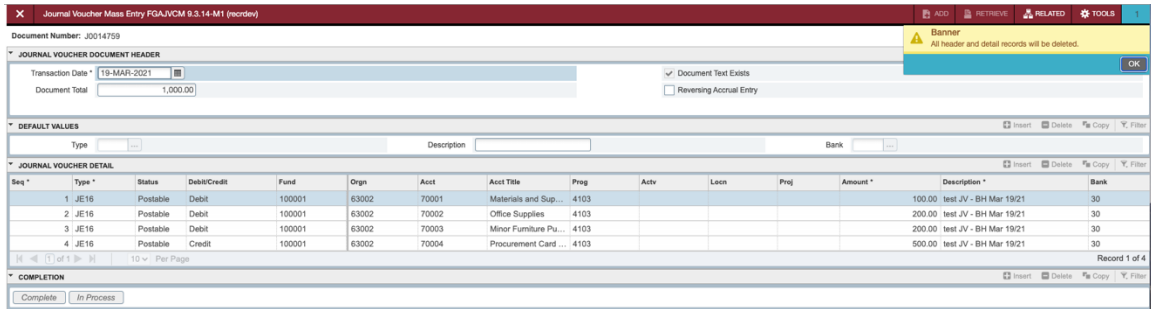 Journal Voucher Mass Entry FGAJVCM 9.3.14-M1 (recrdev) ADD RETRIEVE RELATED TOOLS 1
Document Number: J0014759
Banner
All header and detail records will be deleted.
OK
JOURNAL VOUCHER DOCUMENT HEADER
Transaction Date * 19-MAR-2021 Document Text Exists
Document Total 1,000.00 Reversing Accrual Entry
DEFAULT VALUES Insert Delete Copy Filter
Type ... Description Bank ...
JOURNAL VOUCHER DETAIL Insert Delete Copy Filter
Seq * Type * Status Debit/Credit Fund Orgn Acct Acct Title Prog Actv Locn Proj Amount * Description * Bank
1 JE16 Postable Debit 100001 63002 70001 Materials and Sup... 4103 100.00 test JV - BH Mar 19/21 30
2 JE16 Postable Debit 100001 63002 70002 Office Supplies 4103 200.00 test JV - BH Mar 19/21 30
3 JE16 Postable Debit 100001 63002 70003 Minor Furniture Pu... 4103 200.00 test JV - BH Mar 19/21 30
4 JE16 Postable Credit 100001 63002 70004 Procurement Card ... 4103 500.00 test JV - BH Mar 19/21 30
1 of 1 10 Per Page Record 1 of 4
COMPLETION Insert Delete Copy Filter
Complete In Process